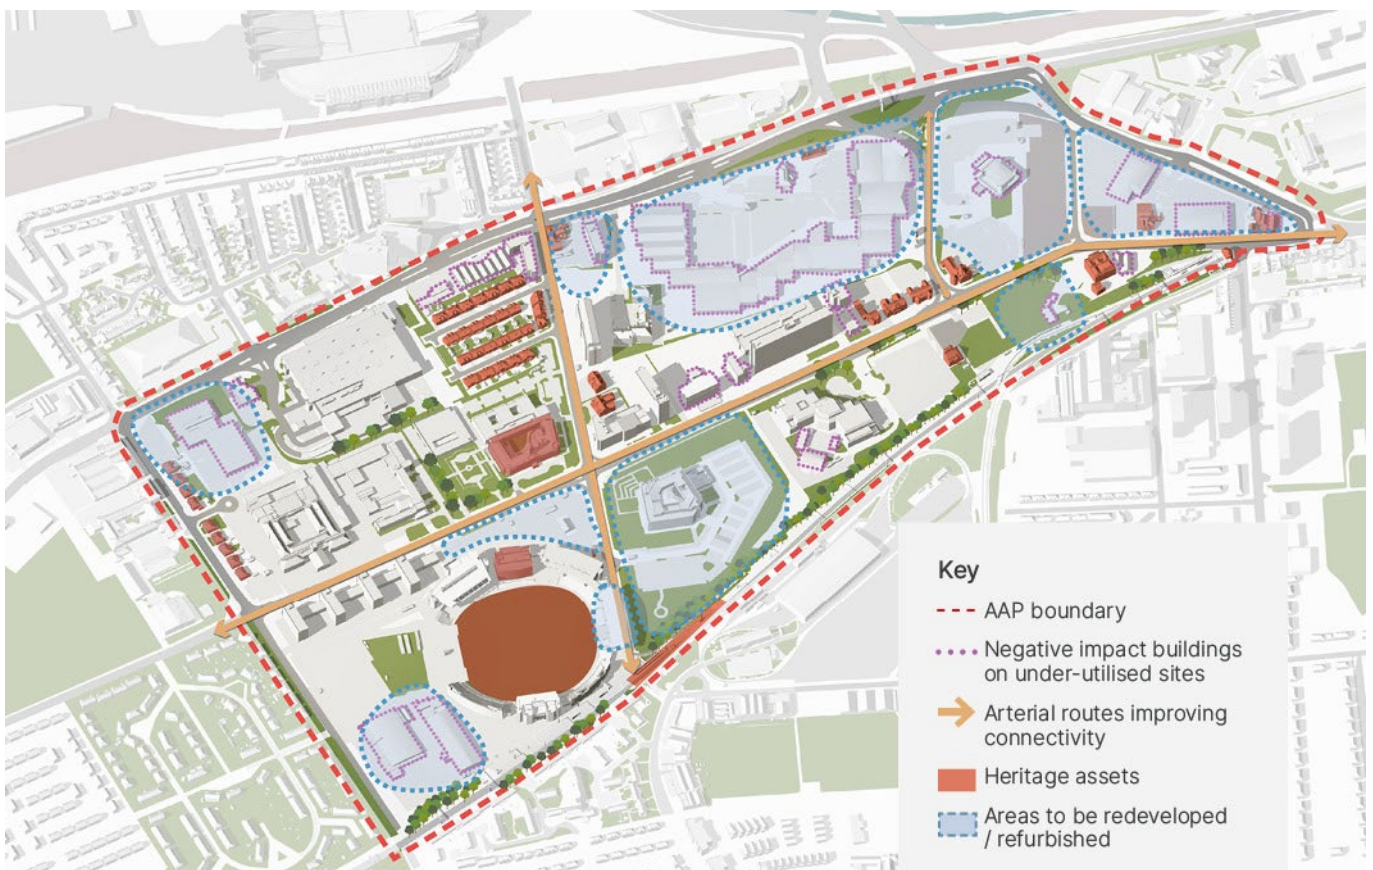 Key
AAP boundary
Negative impact buildings
on under-utilised sites
Arterial routes improving
connectivity
Heritage assets
Areas to be redeveloped
/ refurbished